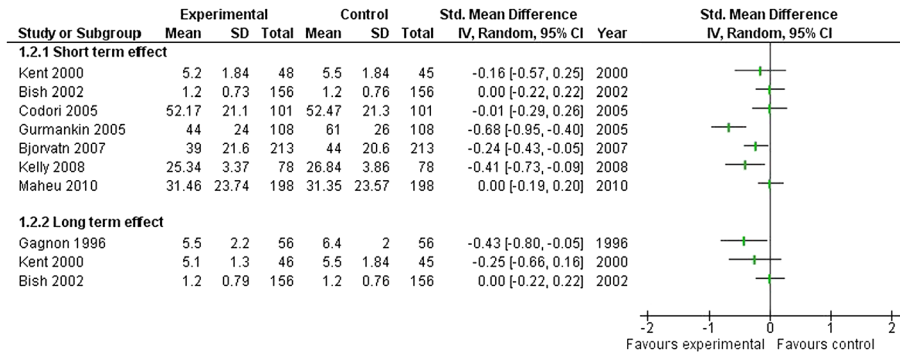 Experimental Control Std. Mean Difference Std. Mean Difference
Study or Subgroup Mean SD Total Mean SD Total IV, Random, 95% CI Year IV, Random, 95% CI
1.2.1 Short term effect
Kent 2000 5.2 1.84 48 5.5 1.84 45 -0.16 [-0.57, 0.25] 2000
Bish 2002 1.2 0.73 156 1.2 0.76 156 0.00 [-0.22, 0.22] 2002
Codori 2005 52.17 21.1 101 52.47 21.3 101 -0.01 [-0.29, 0.26] 2005
Gurmankin 2005 44 24 108 61 26 108 -0.68 [-0.95, -0.40] 2005
Bjorvatn 2007 39 21.6 213 44 20.6 213 -0.24 [-0.43, -0.05] 2007
Kelly 2008 25.34 3.37 78 26.84 3.86 78 -0.41 [-0.73, -0.09] 2008
Maheu 2010 31.46 23.74 198 31.35 23.57 198 0.00 [-0.19, 0.20] 2010
1.2.2 Long term effect
Gagnon 1996 5.5 2.2 56 6.4 2 56 -0.43 [-0.80, -0.05] 1996
Kent 2000 5.1 1.3 46 5.5 1.84 45 -0.25 [-0.66, 0.16] 2000
Bish 2002 1.2 0.79 156 1.2 0.76 156 0.00 [-0.22, 0.22] 2002
-2 -1 0 1 2
Favours experimental Favours control